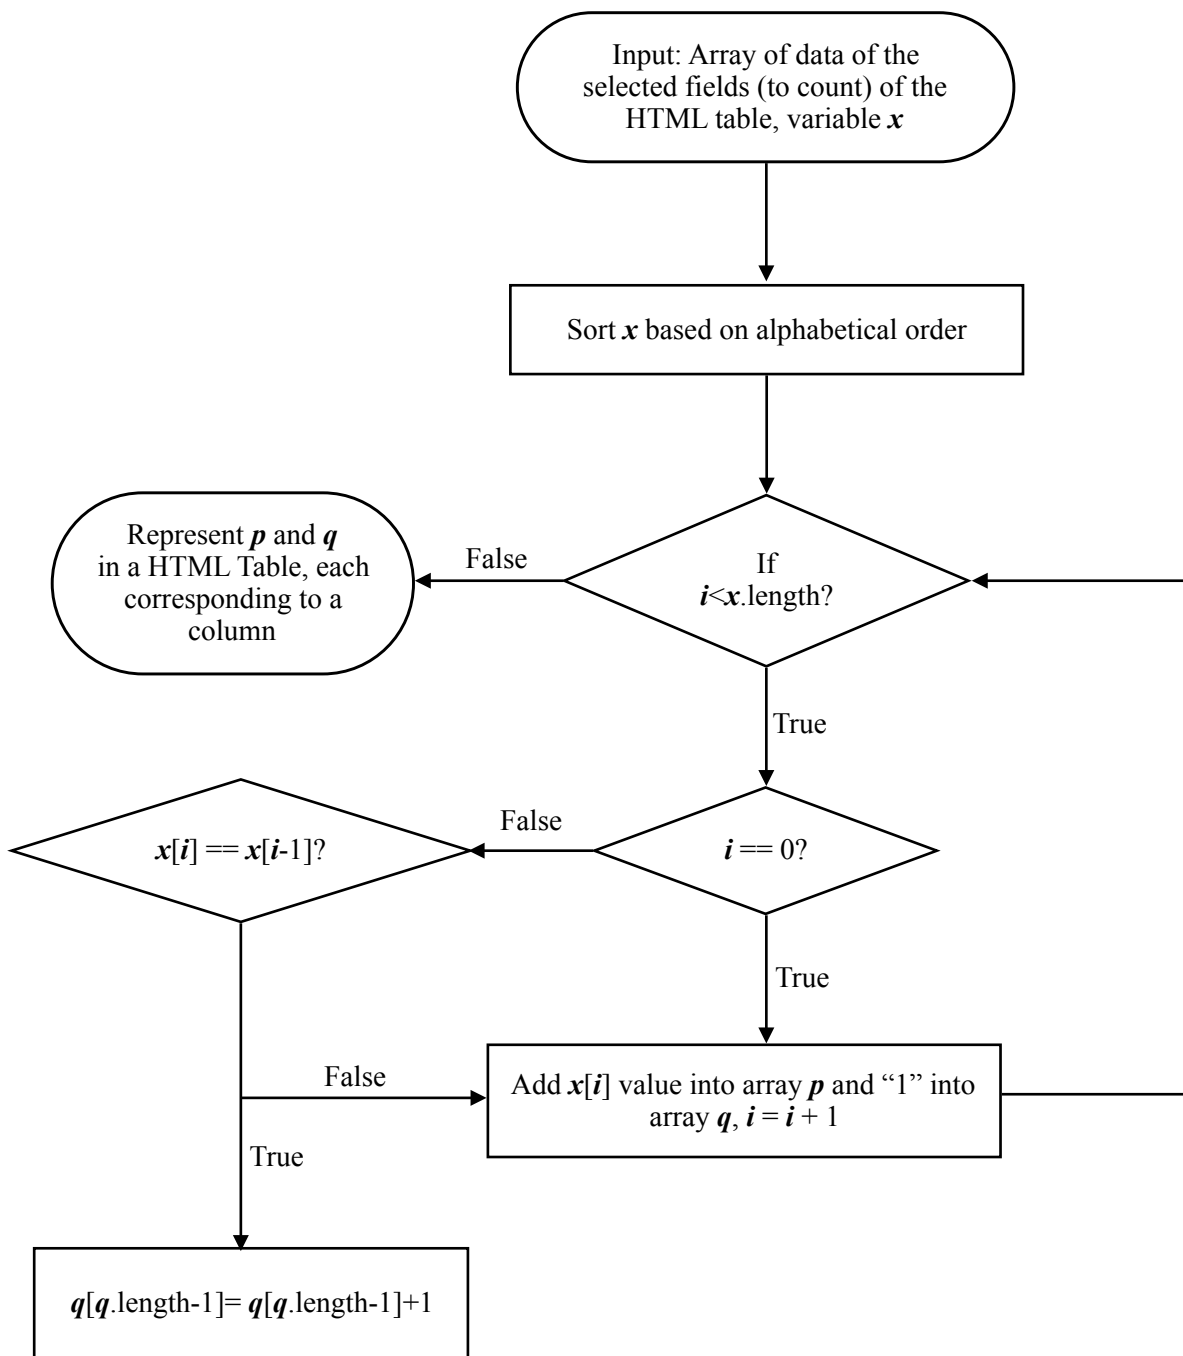 Input: Array of data of the
selected fields (to count) of the
HTML table, variable x
Sort x based on alphabetical order
Represent p and q
in a HTML Table, each
corresponding to a
column
False
If
i<x.length?
True
x[i] == x[i-1]?
False
i == 0?
True
False
Add x[i] value into array p and “1” into
array q, i = i + 1
True
q[q.length-1]= q[q.length-1]+1